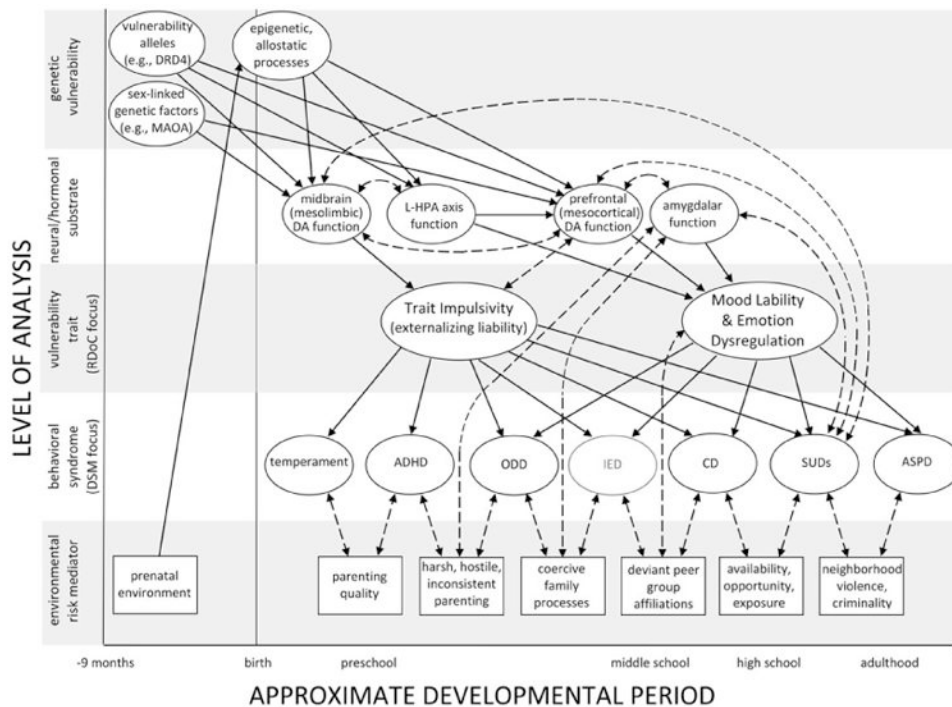 LEVEL OF ANALYSIS
genetic
vulnerability
vulnerability
alleles
(e.g., DRD4)
epigenetic,
allostatic
processes
sex-linked
genetic factors
(e.g., MAOA)
neural/hormonal
substrate
midbrain
(mesolimbic)
DA function
L-HPA axis
function
prefrontal
(mesocortical)
DA function
amygdalar
function
vulnerability
trait
(RDoC focus)
Trait Impulsivity
(externalizing liability)
Mood Lability
& Emotion
Dysregulation
behavioral
syndrome
(DSM focus)
temperament
ADHD
ODD
IED
CD
SUDs
ASPD
environmental
risk mediator
prenatal
environment
parenting
quality
harsh, hostile,
inconsistent
parenting
coercive
family
processes
deviant peer
group
affiliations
availability,
opportunity,
exposure
neighborhood
violence,
criminality
-9 months
birth
preschool
middle school
high school
adulthood
APPROXIMATE DEVELOPMENTAL PERIOD